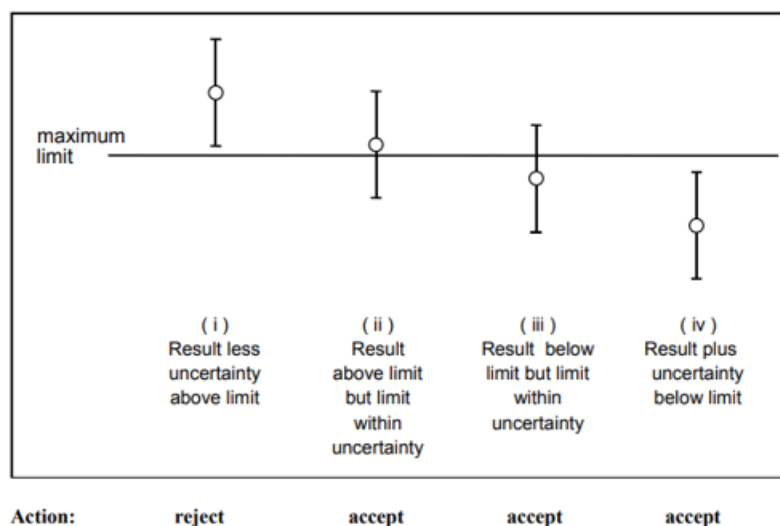 maximum
limit
( i )
Result less
uncertainty
above limit
( ii )
Result
above limit
but limit
within
uncertainty
( iii )
Result below
limit but limit
within
uncertainty
( iv )
Result plus
uncertainty
below limit
Action: reject accept accept accept